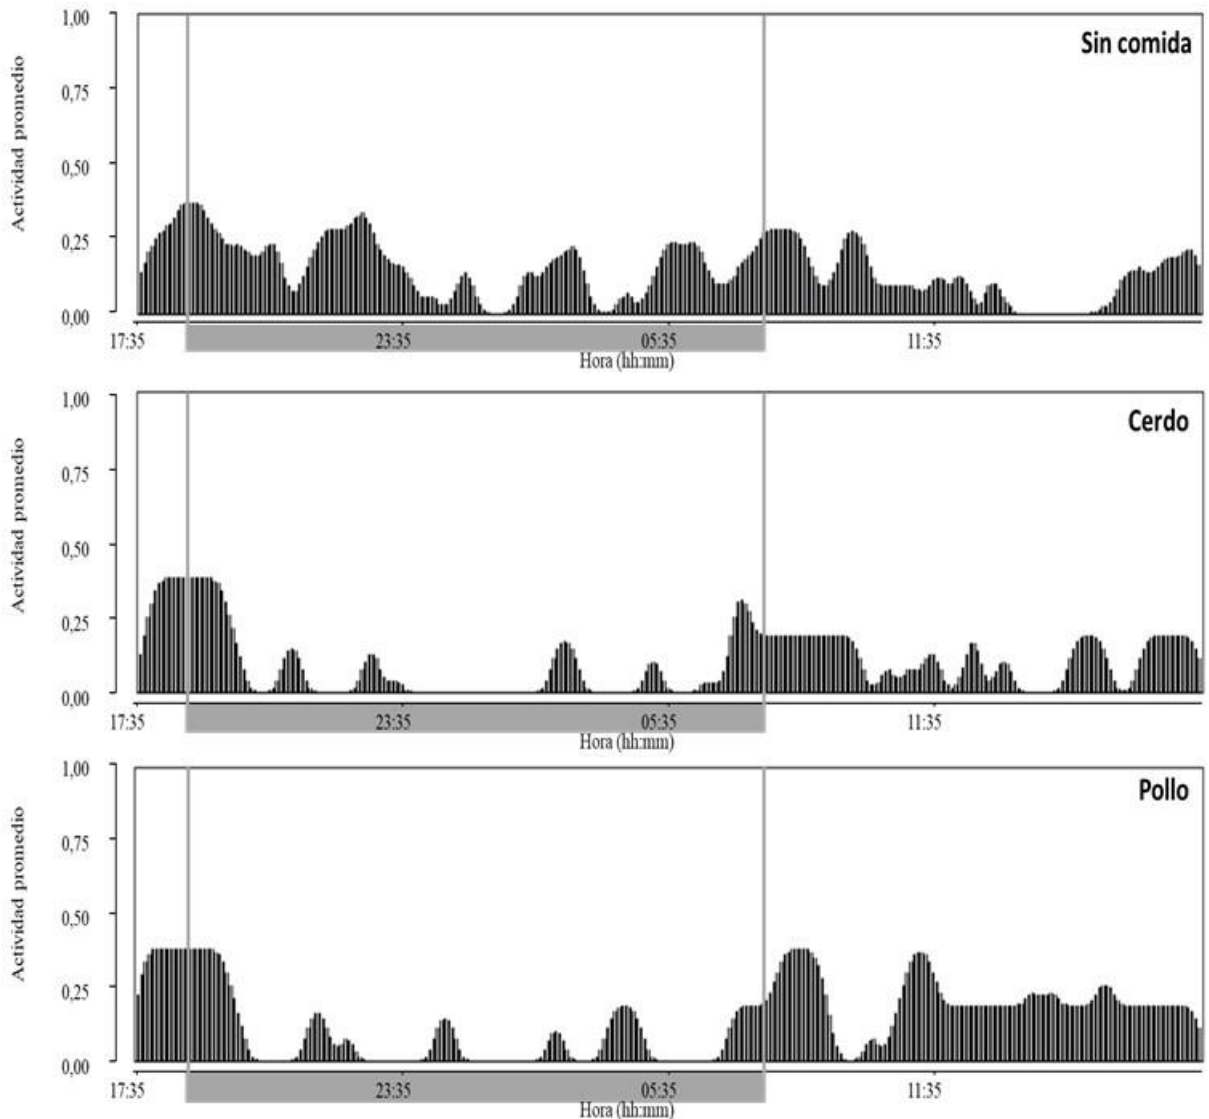 Sin comida
Actividad promedio
1,00
0,75
0,50
0,25
0,00
17:35 23:35 05:35 11:35
Hora (hh:mm)
Cerdo
Actividad promedio
1,00
0,75
0,50
0,25
0,00
17:35 23:35 05:35 11:35
Hora (hh:mm)
Pollo
Actividad promedio
1,00
0,75
0,50
0,25
0,00
17:35 23:35 05:35 11:35
Hora (hh:mm)